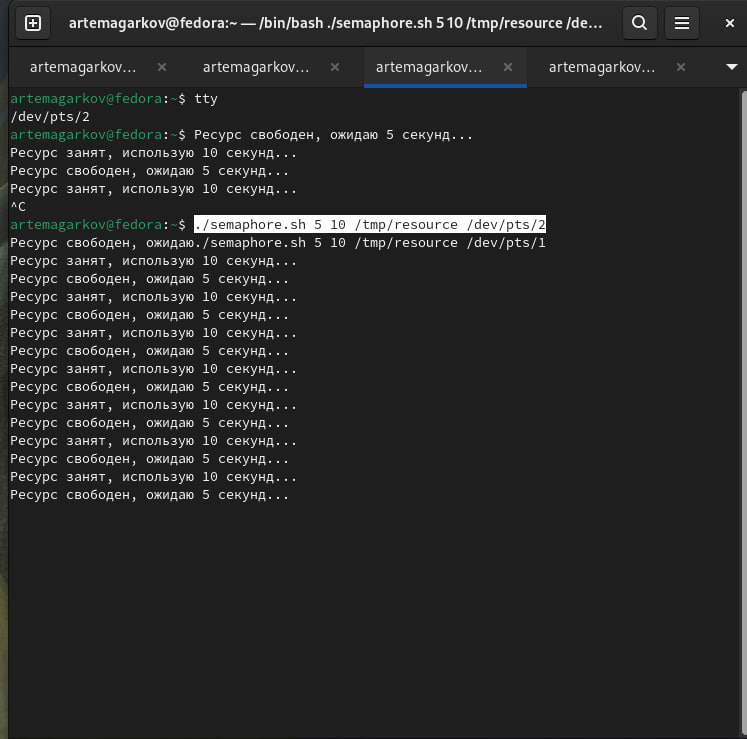 artemagarkov@fedora:~ — /bin/bash ./semaphore.sh 5 10 /tmp/resource /de...
artemagarkov... artemagarkov... artemagarkov... artemagarkov...
artemagarkov@fedora:~$ tty
/dev/pts/2
artemagarkov@fedora:~$ Ресурс свободен, ожидаю 5 секунд...
Ресурс занят, использую 10 секунд...
Ресурс свободен, ожидаю 5 секунд...
Ресурс занят, использую 10 секунд...
^C
artemagarkov@fedora:~$ ./semaphore.sh 5 10 /tmp/resource /dev/pts/2
Ресурс свободен, ожидаю./semaphore.sh 5 10 /tmp/resource /dev/pts/1
Ресурс занят, использую 10 секунд...
Ресурс свободен, ожидаю 5 секунд...
Ресурс занят, использую 10 секунд...
Ресурс свободен, ожидаю 5 секунд...
Ресурс занят, использую 10 секунд...
Ресурс свободен, ожидаю 5 секунд...
Ресурс занят, использую 10 секунд...
Ресурс свободен, ожидаю 5 секунд...
Ресурс занят, использую 10 секунд...
Ресурс свободен, ожидаю 5 секунд...
Ресурс занят, использую 10 секунд...
Ресурс свободен, ожидаю 5 секунд...
Ресурс занят, использую 10 секунд...
Ресурс свободен, ожидаю 5 секунд...